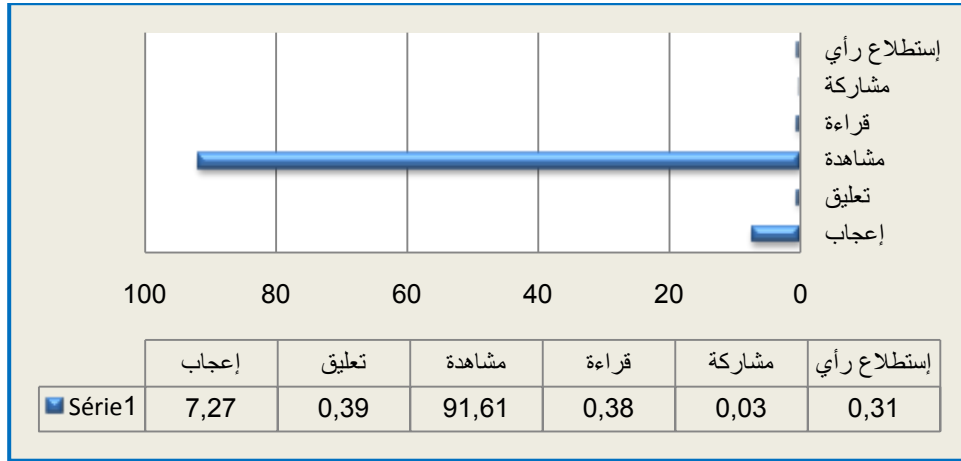 إستطلاع رأي
مشاركة
قراءة
مشاهدة
تعليق
إعجاب
100 80 60 40 20 0
إعجاب تعليق مشاهدة قراءة مشاركة إستطلاع رأي
Série1 7,27 0,39 91,61 0,38 0,03 0,31